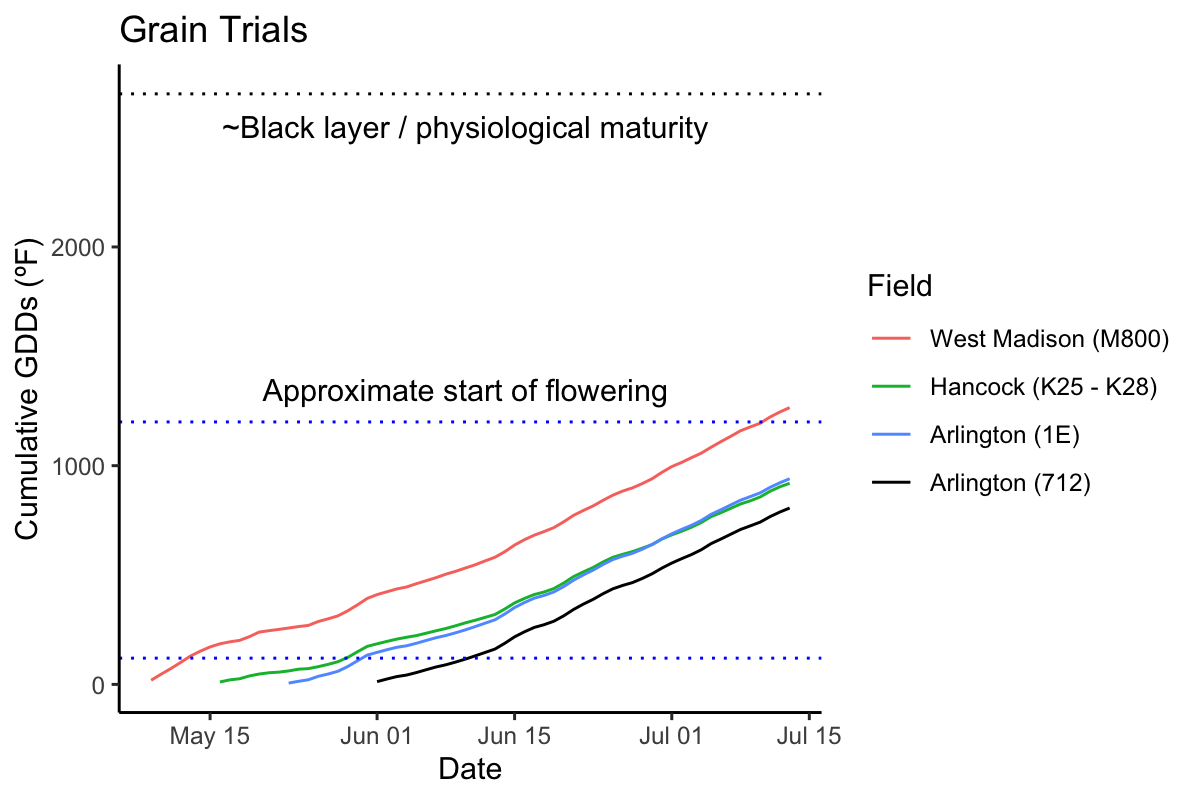 Grain Trials
~Black layer / physiological maturity
Approximate start of flowering
Cumulative GDDs (ºF)
2000
1000
0
May 15
Jun 01
Jun 15
Jul 01
Jul 15
Date
Field
West Madison (M800)
Hancock (K25 - K28)
Arlington (1E)
Arlington (712)